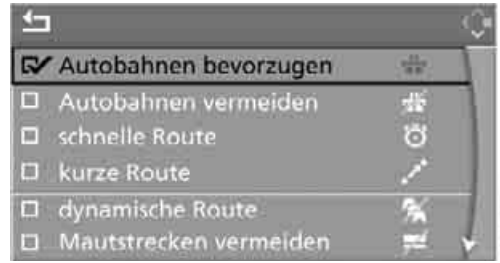 Autobahnen bevorzugen
Autobahnen vermeiden
schnelle Route
kurze Route
dynamische Route
Mautstrecken vermeiden